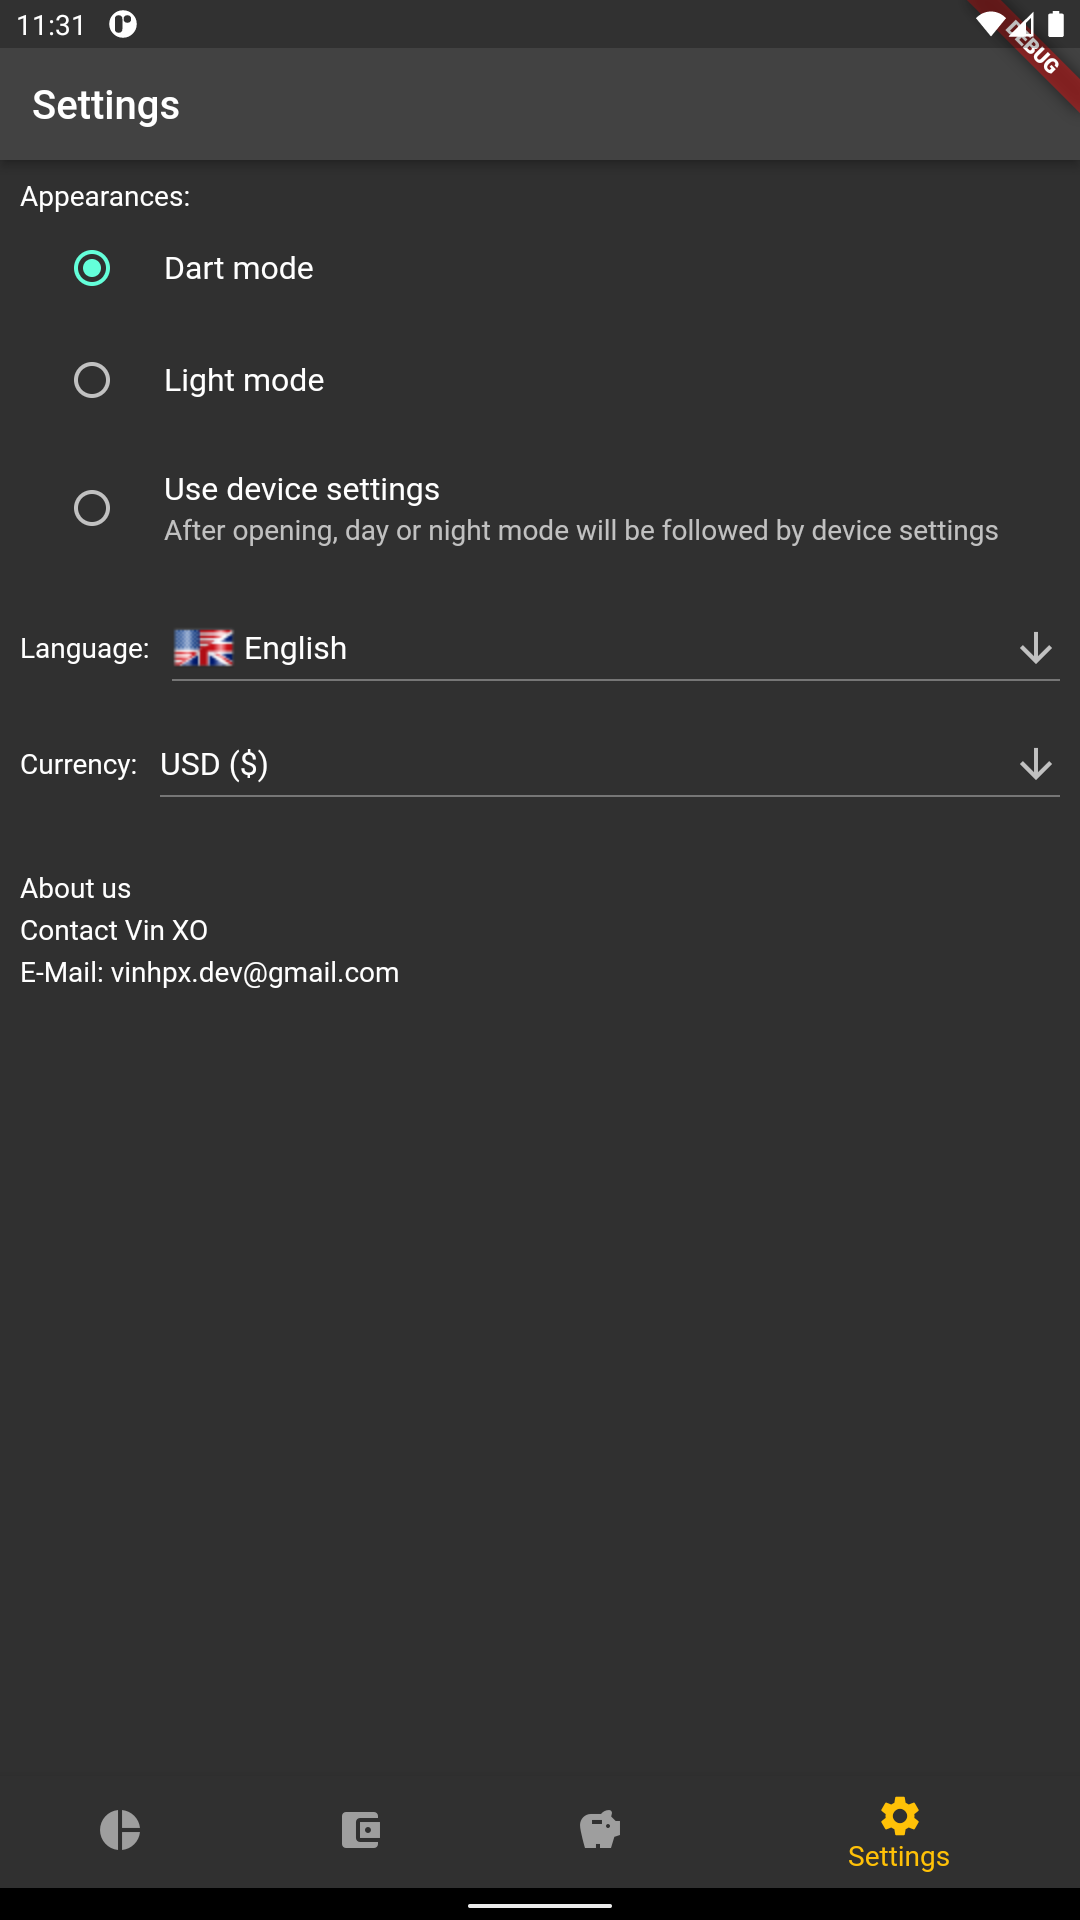 11:31
DEBUG
Settings
Appearances:
Dart mode
Light mode
Use device settings
After opening, day or night mode will be followed by device settings
Language: English
Currency: USD ($)
About us
Contact Vin XO
E-Mail: vinhpx.dev@gmail.com
Settings